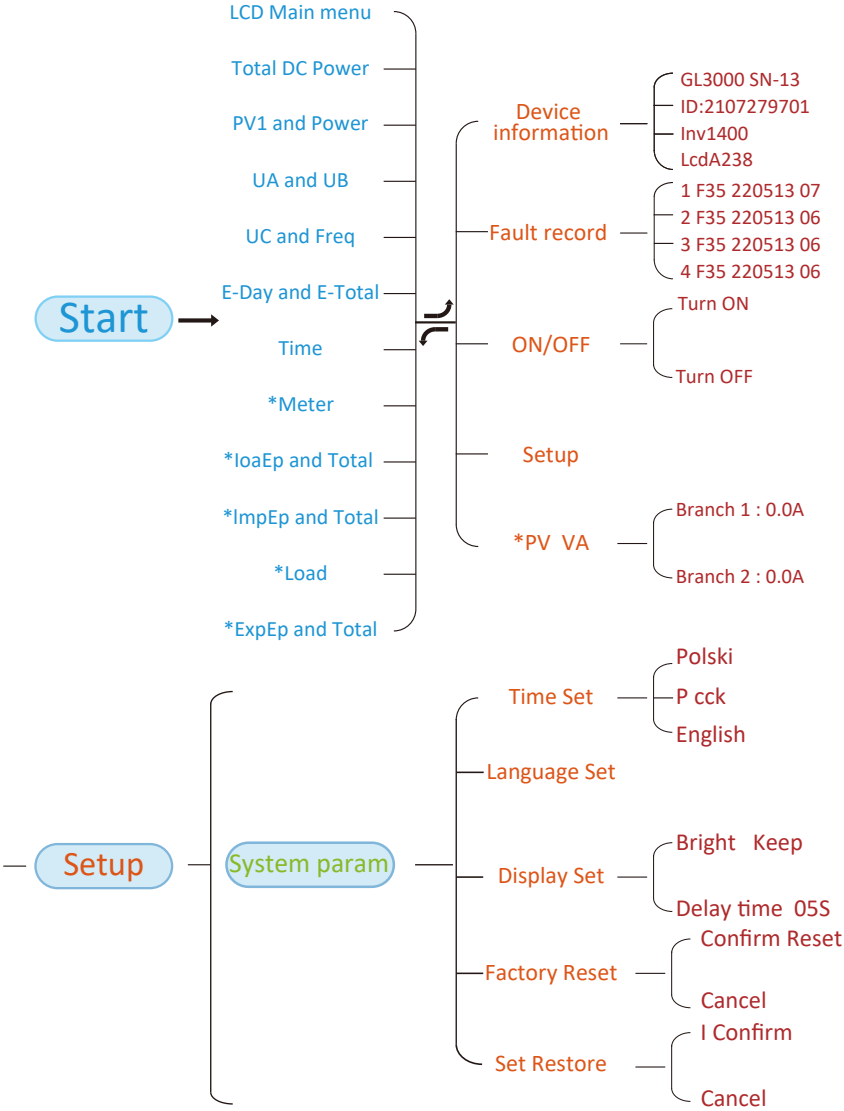 LCD Main menu
Total DC Power
PV1 and Power
UA and UB
UC and Freq
E-Day and E-Total
Time
*Meter
*IoaEp and Total
*ImpEp and Total
*Load
*ExpEp and Total
Start
Device
information
GL3000 SN-13
ID:2107279701
Inv1400
LcdA238
Fault record
1 F35 220513 07
2 F35 220513 06
3 F35 220513 06
4 F35 220513 06
ON/OFF
Turn ON
Turn OFF
Setup
*PV VA
Branch 1 : 0.0A
Branch 2 : 0.0A
Setup
System param
Time Set
Polski
P cck
English
Language Set
Display Set
Bright Keep
Delay time 05S
Factory Reset
Confirm Reset
Cancel
Set Restore
I Confirm
Cancel